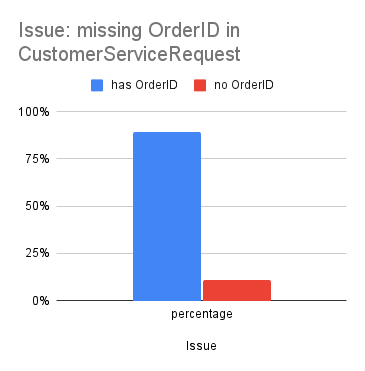 Issue: missing OrderID in
CustomerServiceRequest
has OrderID no OrderID
100%
75%
50%
25%
0%
percentage
Issue